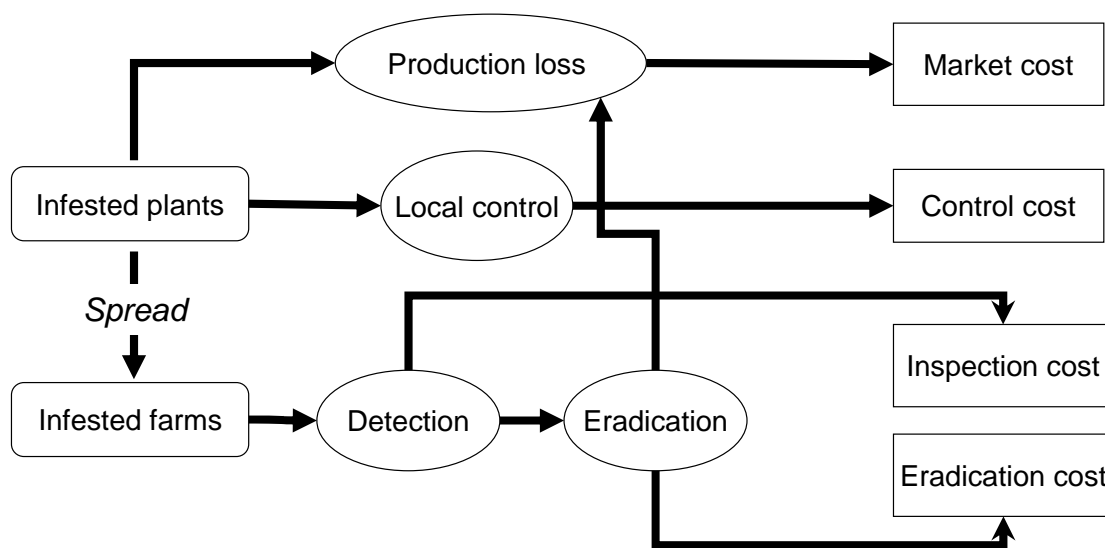 Production loss
Market cost
Infested plants
Local control
Control cost
Spread
Inspection cost
Infested farms
Detection
Eradication
Eradication cost